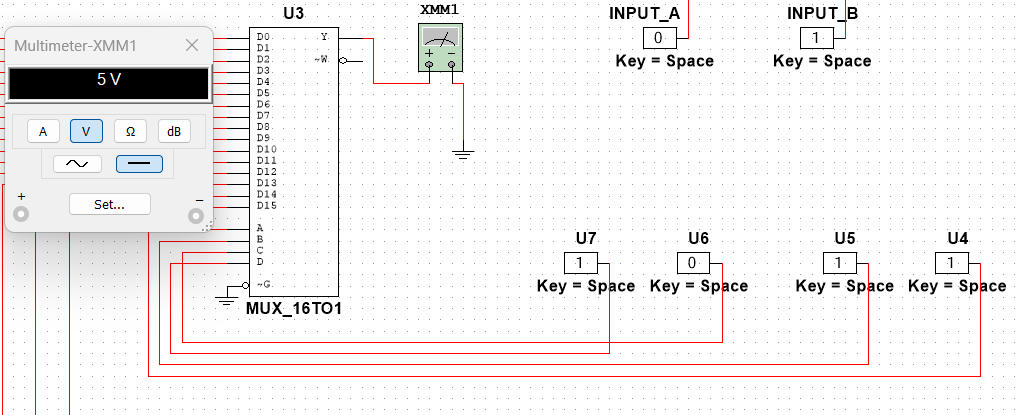 Multimeter-XMM1
5 V
A
V
Ω
dB
Set...
+
−
U3
D0
D1
D2
D3
D4
D5
D6
D7
D8
D9
D10
D11
D12
D13
D14
D15
A
B
C
D
~G
Y
~W
MUX_16TO1
XMM1
+
−
INPUT_A
0
Key = Space
INPUT_B
1
Key = Space
U7
1
Key = Space
U6
0
Key = Space
U5
1
Key = Space
U4
1
Key = Space